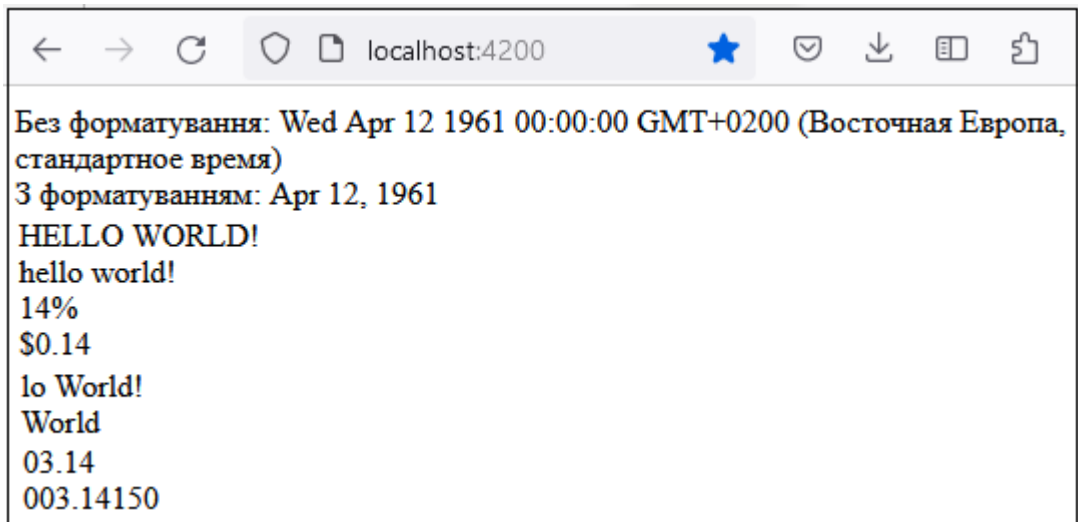 localhost:4200
Без форматування: Wed Apr 12 1961 00:00:00 GMT+0200 (Восточная Европа,
стандартное время)
З форматуванням: Apr 12, 1961
HELLO WORLD!
hello world!
14%
$0.14
lo World!
World
03.14
003.14150